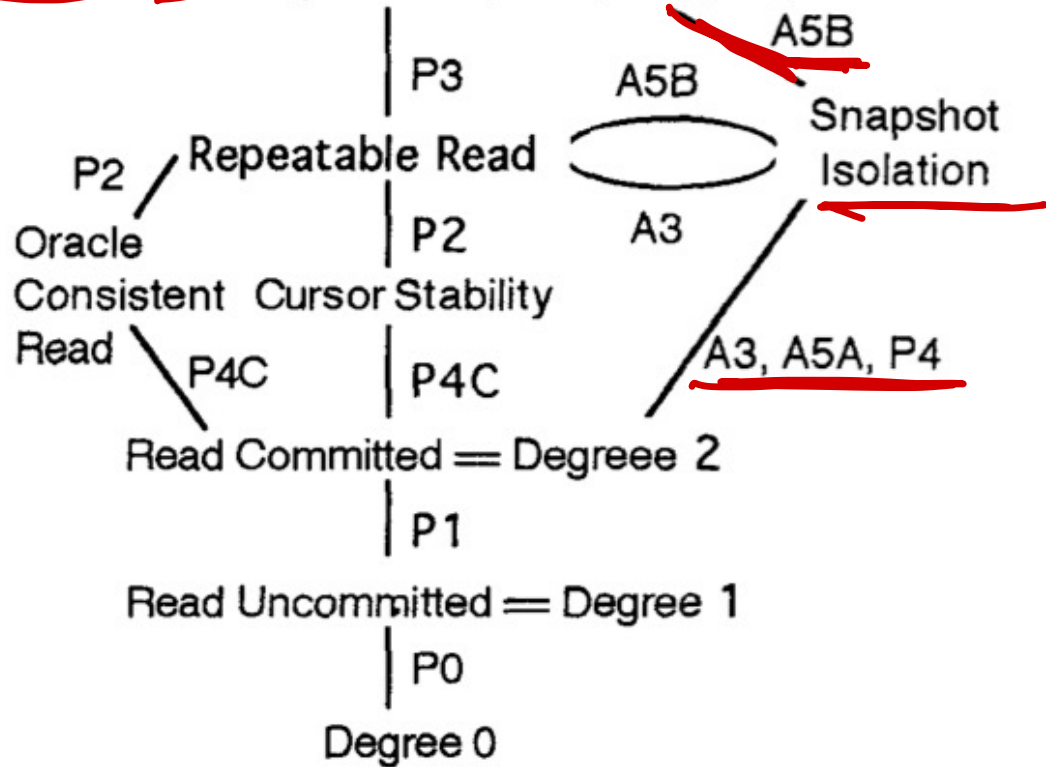 A5B
P3
A5B
Snapshot
Isolation
P2
Repeatable Read
A3
Oracle
P2
Consistent
Cursor Stability
Read
P4C
P4C
A3, A5A, P4
Read Committed = Degreee 2
P1
Read Uncommitted = Degree 1
P0
Degree 0